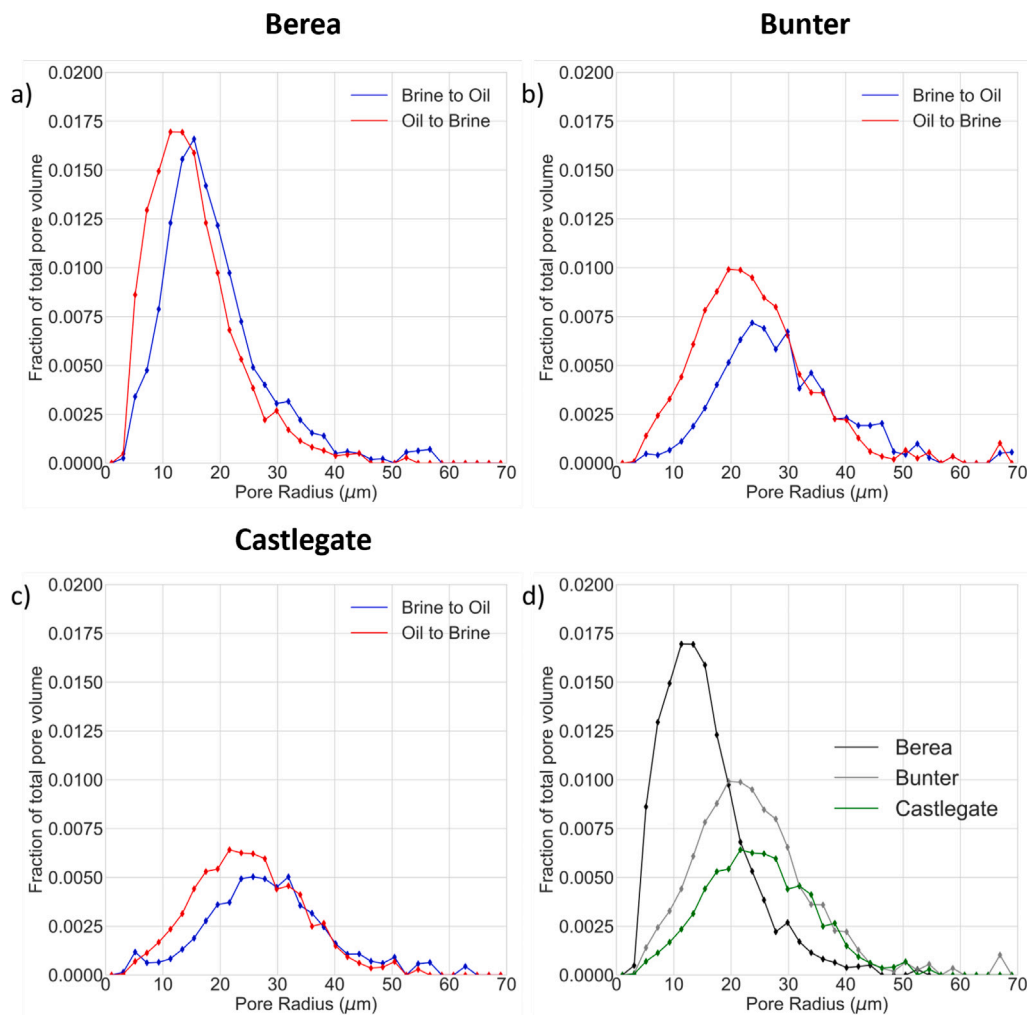 Berea
a)
0.0200
0.0175
0.0150
0.0125
0.0100
0.0075
0.0050
0.0025
0.0000
Fraction of total pore volume
Brine to Oil
Oil to Brine
0 10 20 30 40 50 60 70
Pore Radius (μm)
Bunter
b)
0.0200
0.0175
0.0150
0.0125
0.0100
0.0075
0.0050
0.0025
0.0000
Fraction of total pore volume
Brine to Oil
Oil to Brine
0 10 20 30 40 50 60 70
Pore Radius (μm)
Castlegate
c)
0.0200
0.0175
0.0150
0.0125
0.0100
0.0075
0.0050
0.0025
0.0000
Fraction of total pore volume
Brine to Oil
Oil to Brine
0 10 20 30 40 50 60 70
Pore Radius (μm)
d)
0.0200
0.0175
0.0150
0.0125
0.0100
0.0075
0.0050
0.0025
0.0000
Fraction of total pore volume
Berea
Bunter
Castlegate
0 10 20 30 40 50 60 70
Pore Radius (μm)